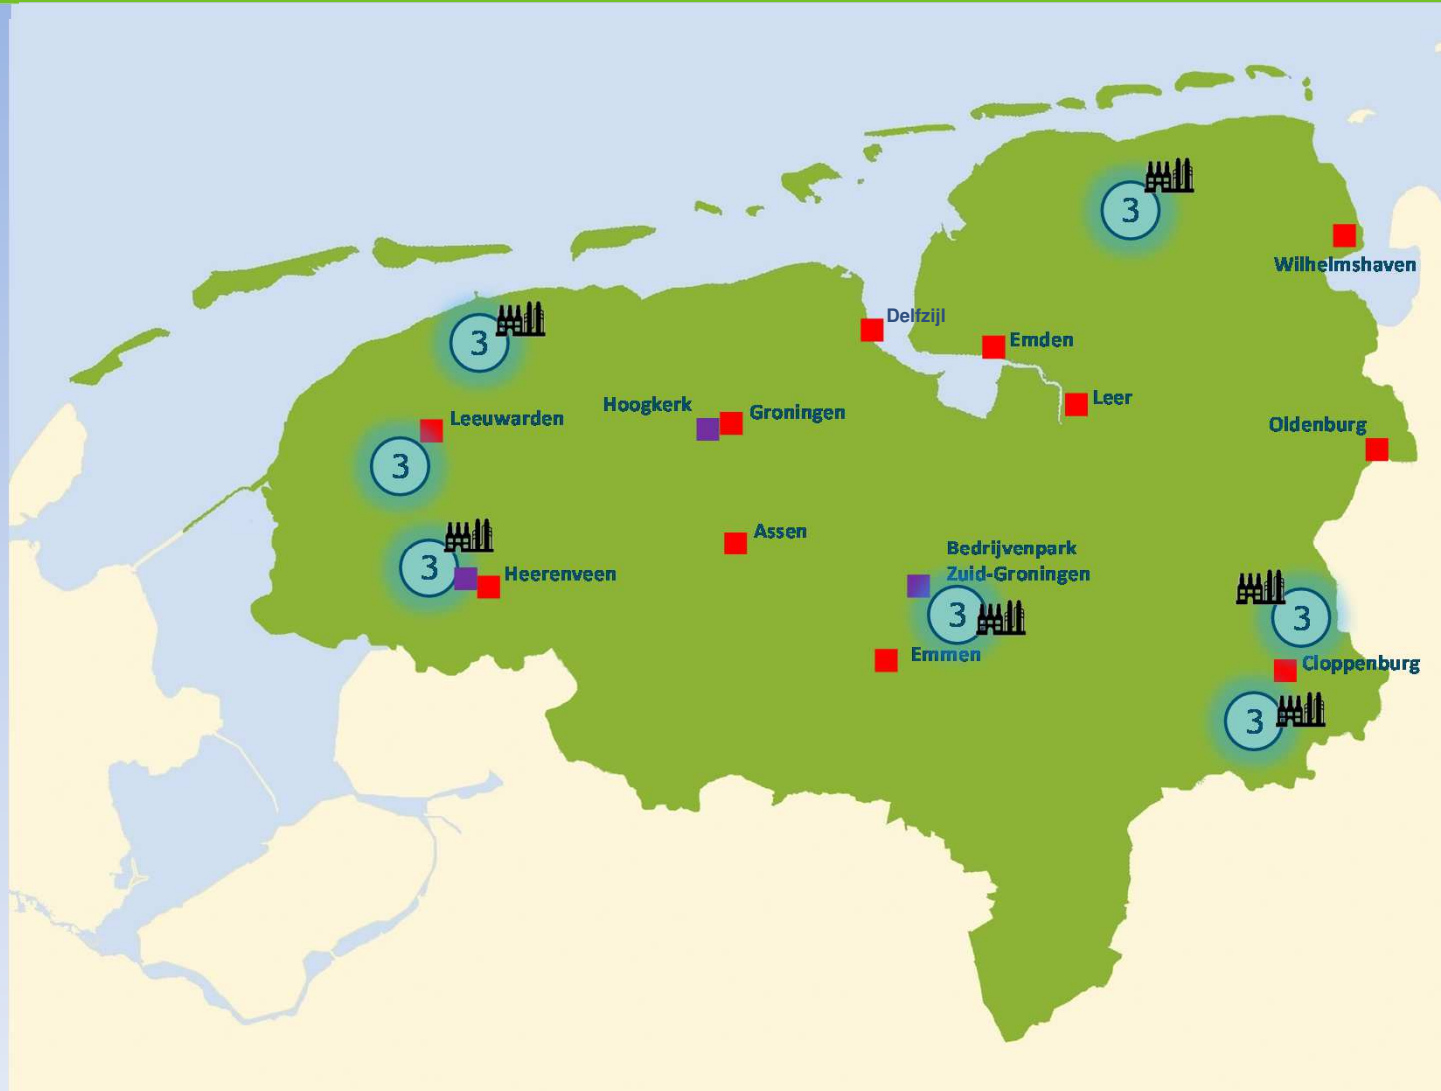 3
Wilhelmshaven
Delfzijl
3
Emden
Leer
Hoogkerk
Groningen
Leeuwarden
Oldenburg
3
Assen
Bedrijvenpark
Zuid-Groningen
3
Heerenveen
3
3
Emmen
Cloppenburg
3